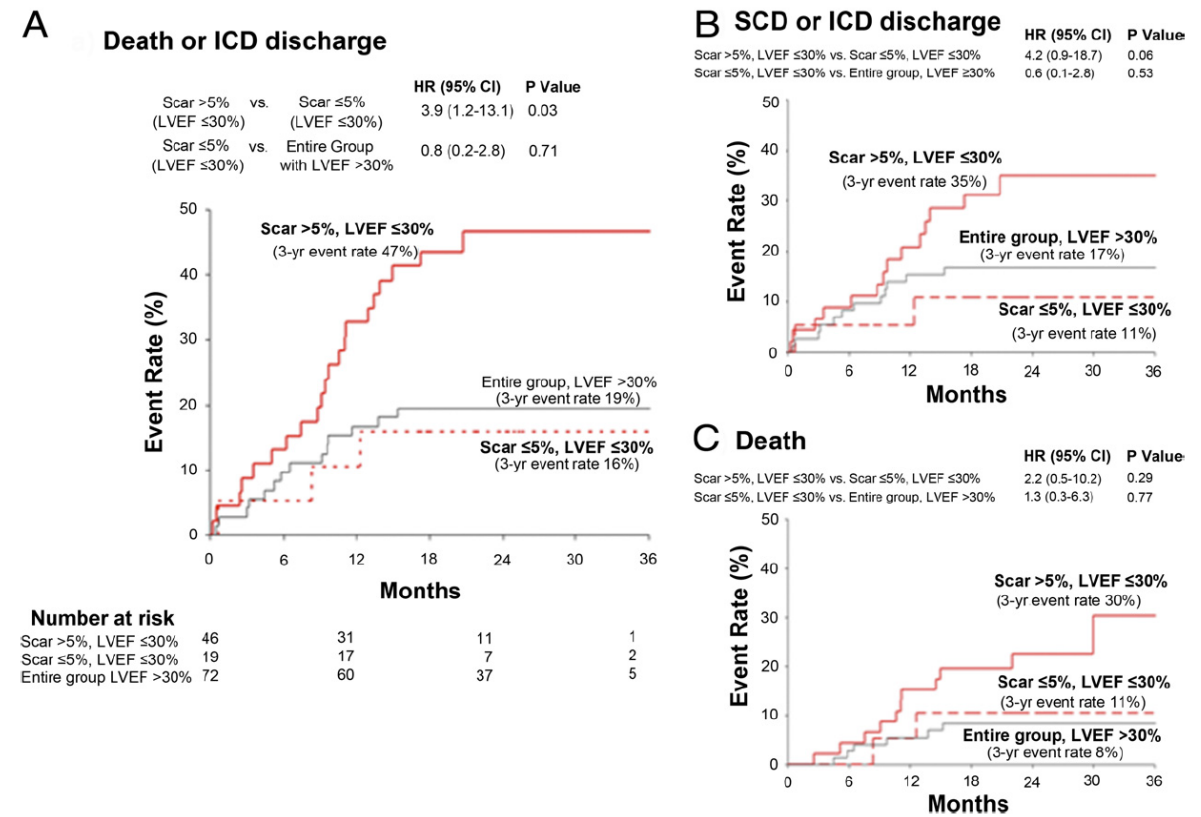 A
Death or ICD discharge
HR (95% CI) P Value
Scar >5% vs. Scar ≤5%
(LVEF ≤30%) (LVEF ≤30%)
3.9 (1.2-13.1) 0.03
Scar ≤5% vs. Entire Group
(LVEF ≤30%) with LVEF >30%
0.8 (0.2-2.8) 0.71
Event Rate (%)
50
40
30
20
10
0
Scar >5%, LVEF ≤30%
(3-yr event rate 47%)
Entire group, LVEF >30%
(3-yr event rate 19%)
Scar ≤5%, LVEF ≤30%
(3-yr event rate 16%)
0 6 12 18 24 30 36
Months
Number at risk
Scar >5%, LVEF ≤30% 46 31 11 1
Scar ≤5%, LVEF ≤30% 19 17 7 2
Entire group LVEF >30% 72 60 37 5
B SCD or ICD discharge
HR (95% CI) P Value
Scar >5%, LVEF ≤30% vs. Scar ≤5%, LVEF ≤30% 4.2 (0.9-18.7) 0.06
Scar ≤5%, LVEF ≤30% vs. Entire group, LVEF ≥30% 0.6 (0.1-2.8) 0.53
Event Rate (%)
50
40
30
20
10
0
Scar >5%, LVEF ≤30%
(3-yr event rate 35%)
Entire group, LVEF >30%
(3-yr event rate 17%)
Scar ≤5%, LVEF ≤30%
(3-yr event rate 11%)
0 6 12 18 24 30 36
Months
C Death
HR (95% CI) P Value
Scar >5%, LVEF ≤30% vs. Scar ≤5%, LVEF ≤30% 2.2 (0.5-10.2) 0.29
Scar ≤5%, LVEF ≤30% vs. Entire group, LVEF >30% 1.3 (0.3-6.3) 0.77
Event Rate (%)
50
40
30
20
10
0
Scar >5%, LVEF ≤30%
(3-yr event rate 30%)
Scar ≤5%, LVEF ≤30%
(3-yr event rate 11%)
Entire group, LVEF >30%
(3-yr event rate 8%)
0 6 12 18 24 30 36
Months